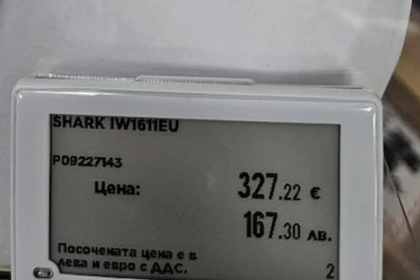 SHARK IW1611EU
P09227143
Цена: 327.22 €
167.30 лв.
Посочената цена е в
лева и евро с ДДС.
2